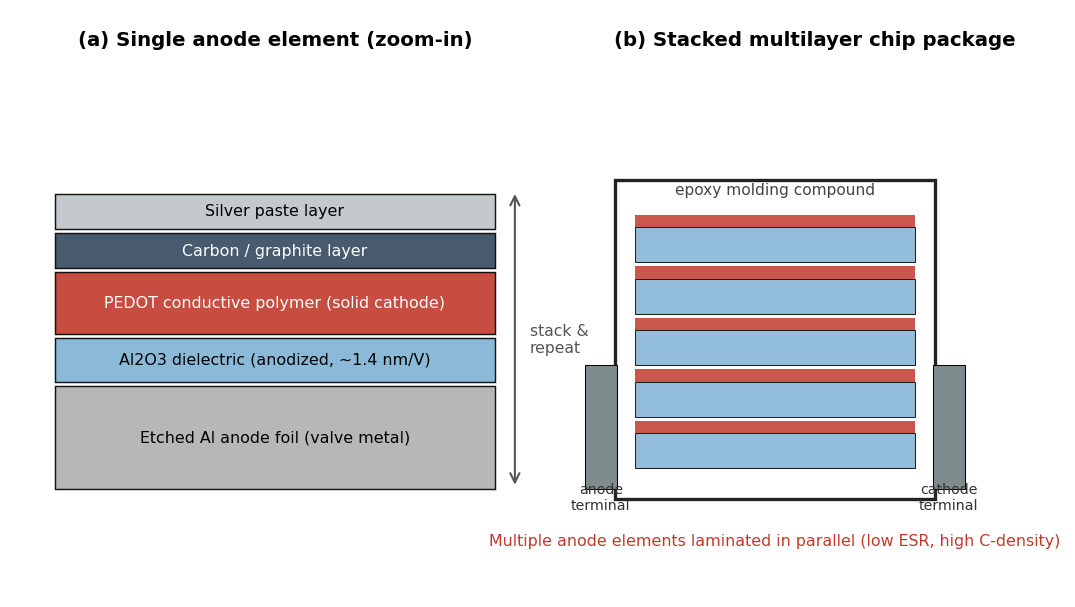 (a) Single anode element (zoom-in)
(b) Stacked multilayer chip package
Silver paste layer
Carbon / graphite layer
PEDOT conductive polymer (solid cathode)
Al2O3 dielectric (anodized, ~1.4 nm/V)
Etched Al anode foil (valve metal)
stack &
repeat
epoxy molding compound
anode
terminal
cathode
terminal
Multiple anode elements laminated in parallel (low ESR, high C-density)